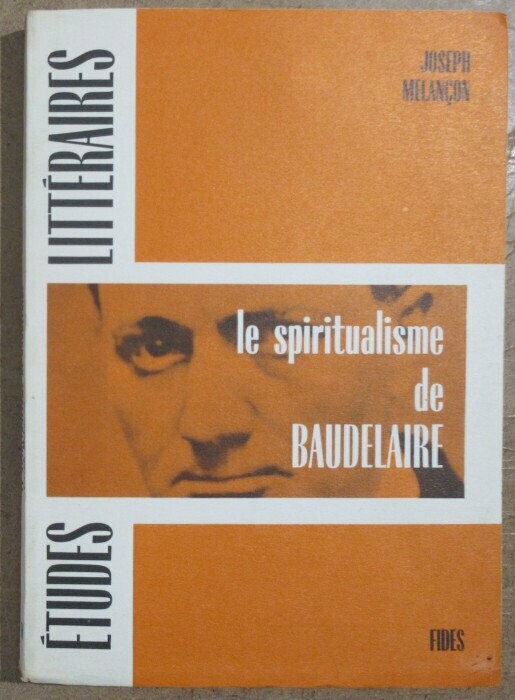 JOSEPH
MELANÇON
ÉTUDES LITTÉRAIRES
le spiritualisme
de
BAUDELAIRE
FIDES